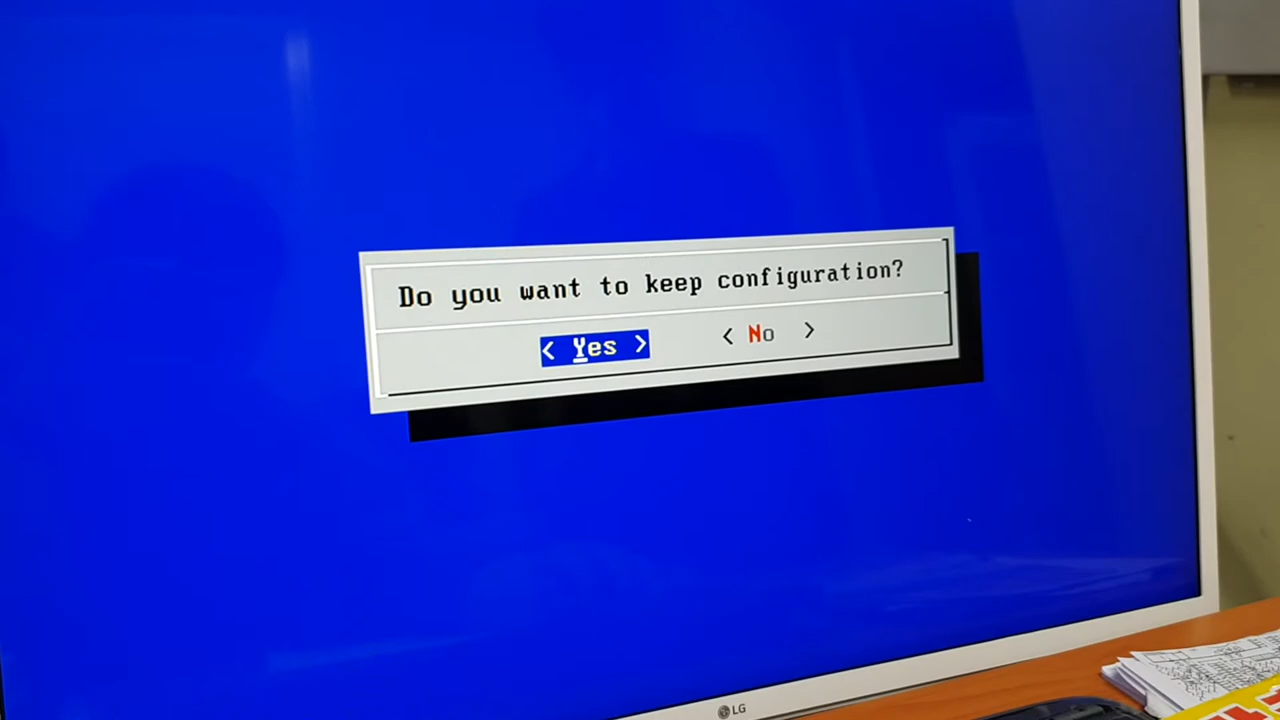 Do you want to keep configuration?
< Yes > < No >
LG